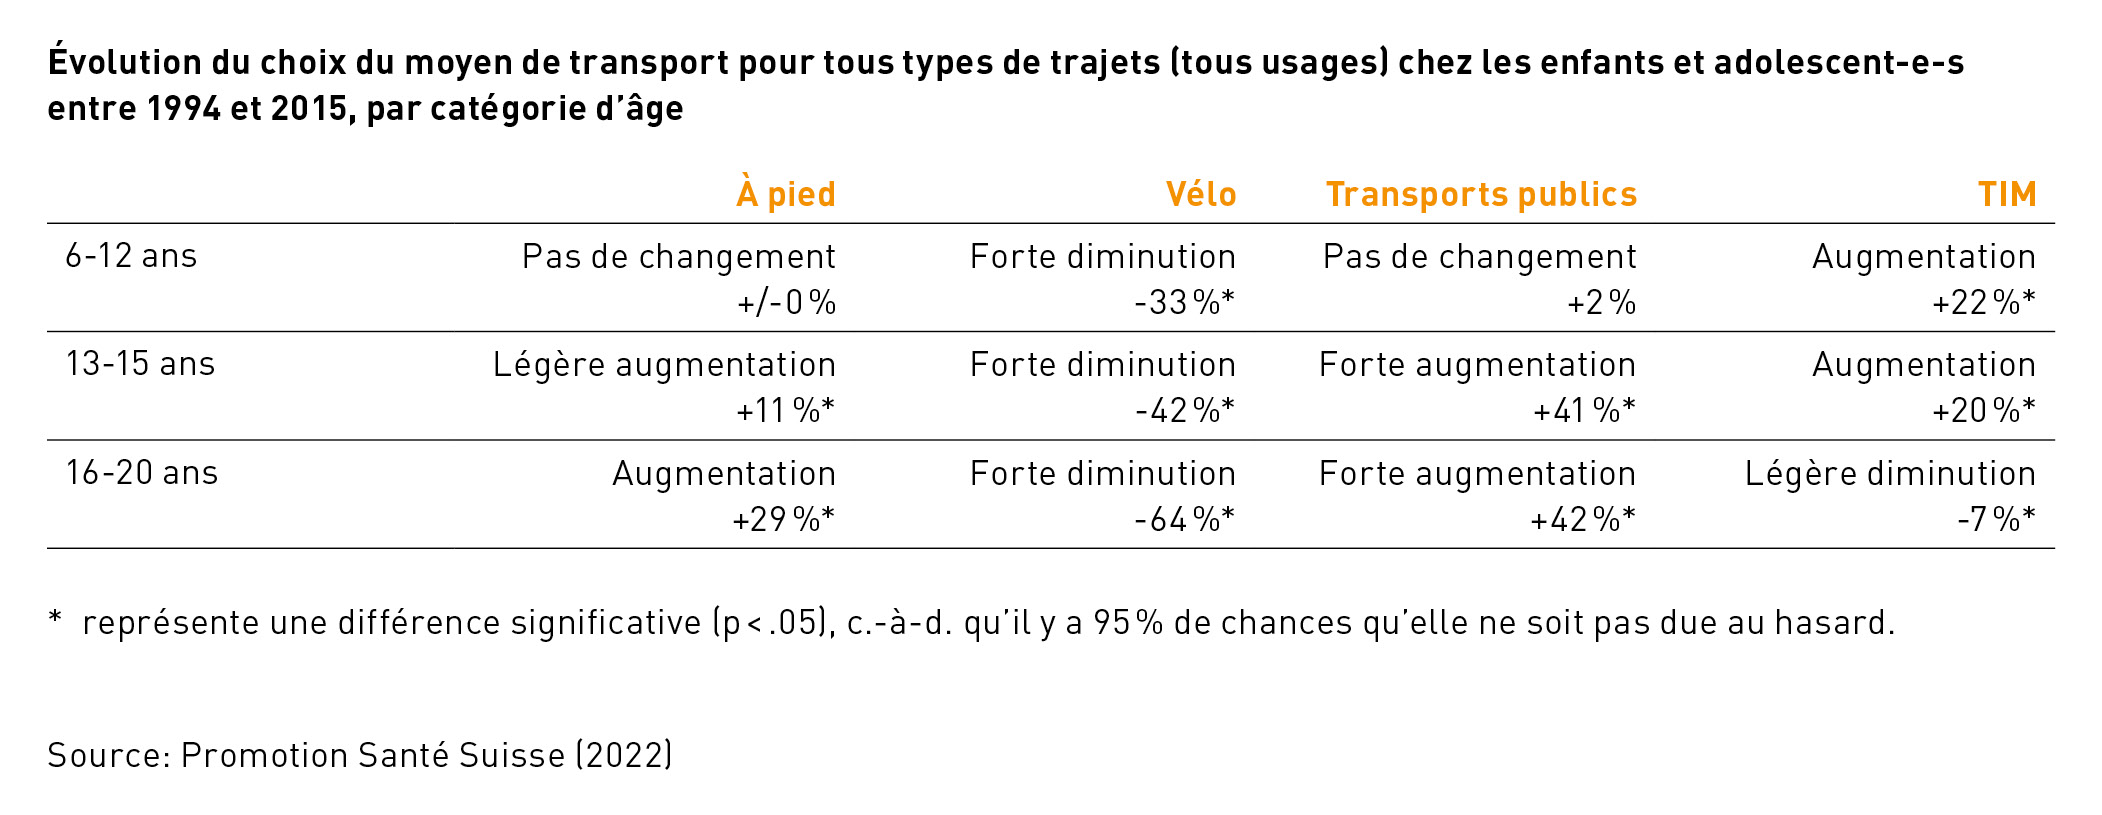 Évolution du choix du moyen de transport pour tous types de trajets (tous usages) chez les enfants et adolescent-e-s
entre 1994 et 2015, par catégorie d’âge
À pied Vélo Transports publics TIM
6-12 ans Pas de changement Forte diminution Pas de changement Augmentation
+/-0 % -33 %* +2 % +22 %*
13-15 ans Légère augmentation Forte diminution Forte augmentation Augmentation
+11 %* -42 %* +41 %* +20 %*
16-20 ans Augmentation Forte diminution Forte augmentation Légère diminution
+29 %* -64 %* +42 %* -7 %*
* représente une différence significative (p < .05), c.-à-d. qu’il y a 95 % de chances qu’elle ne soit pas due au hasard.
Source: Promotion Santé Suisse (2022)